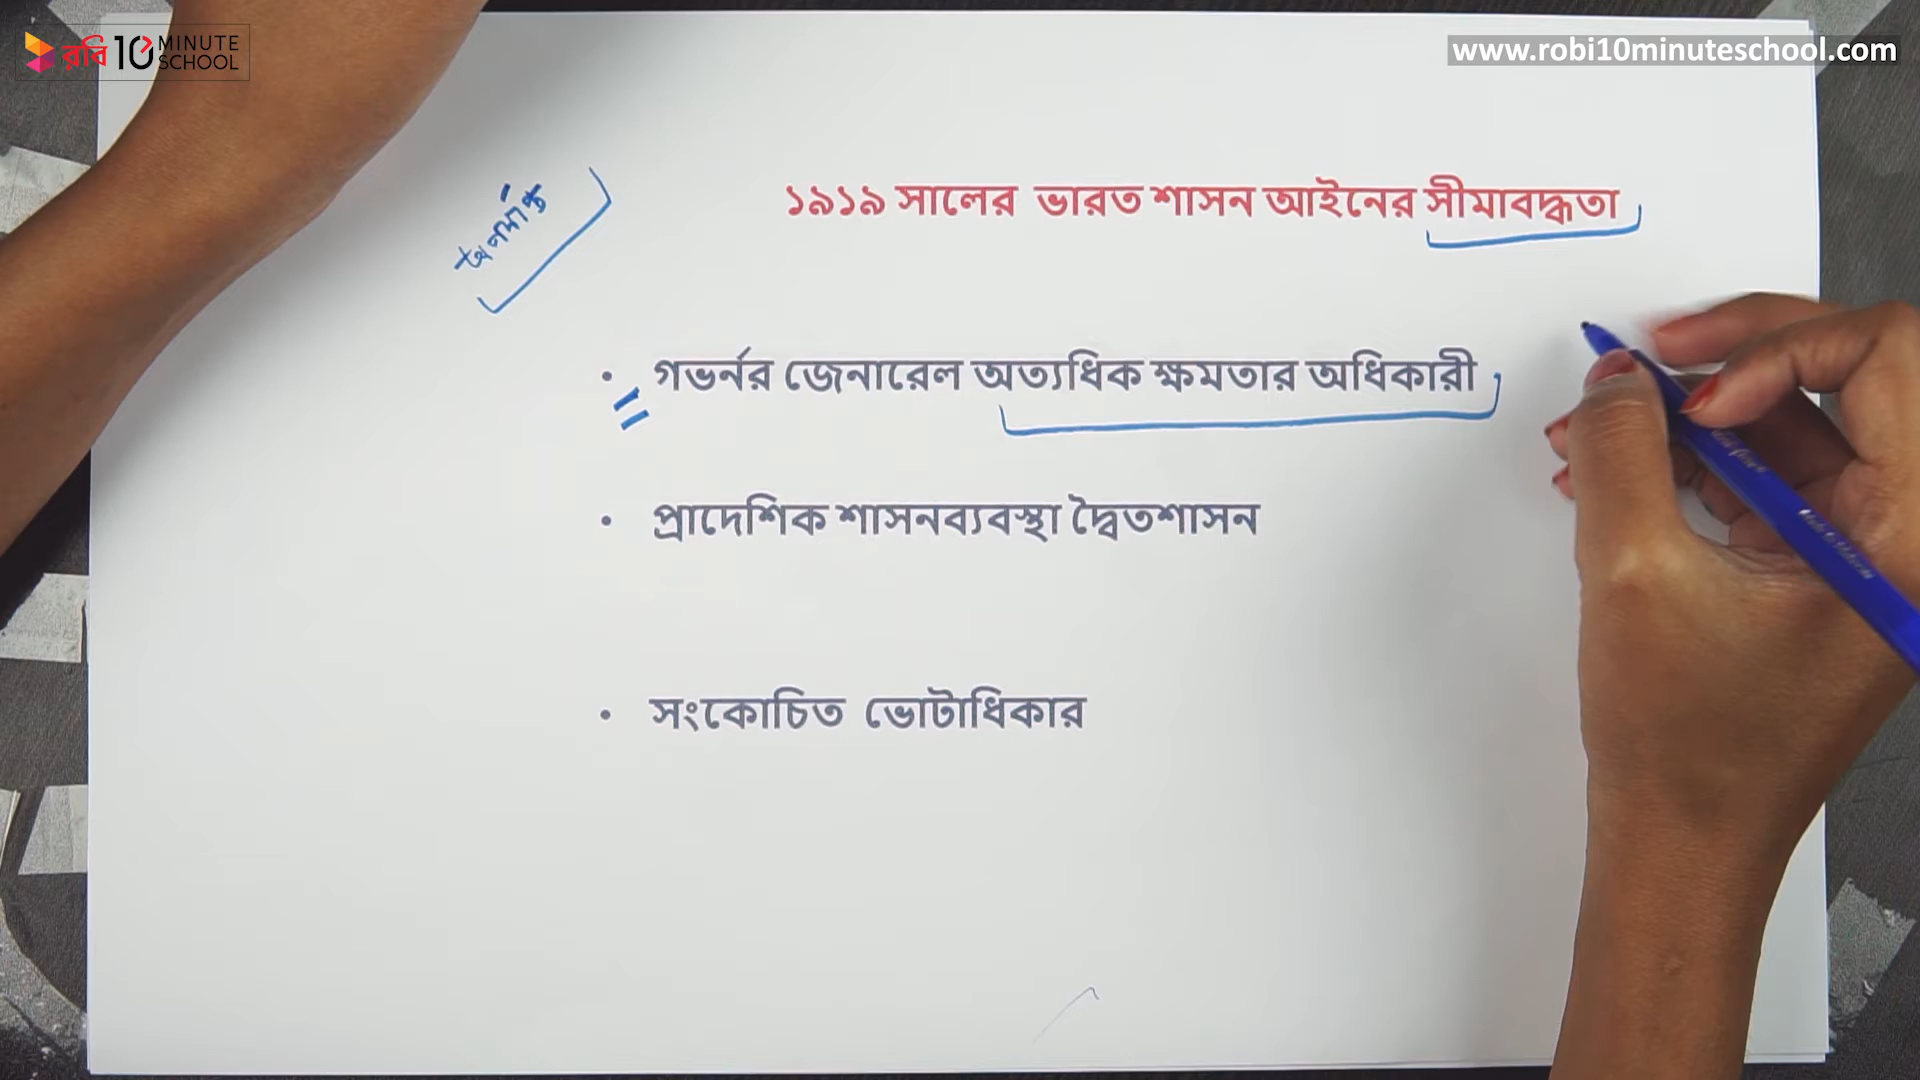 রবি 10 MINUTE SCHOOL
www.robi10minuteschool.com
১৯১৯ সালের ভারত শাসন আইনের সীমাবদ্ধতা
• গভর্নর জেনারেল অত্যধিক ক্ষমতার অধিকারী
• প্রাদেশিক শাসনব্যবস্থা দ্বৈতশাসন
• সংকোচিত ভোটাধিকার